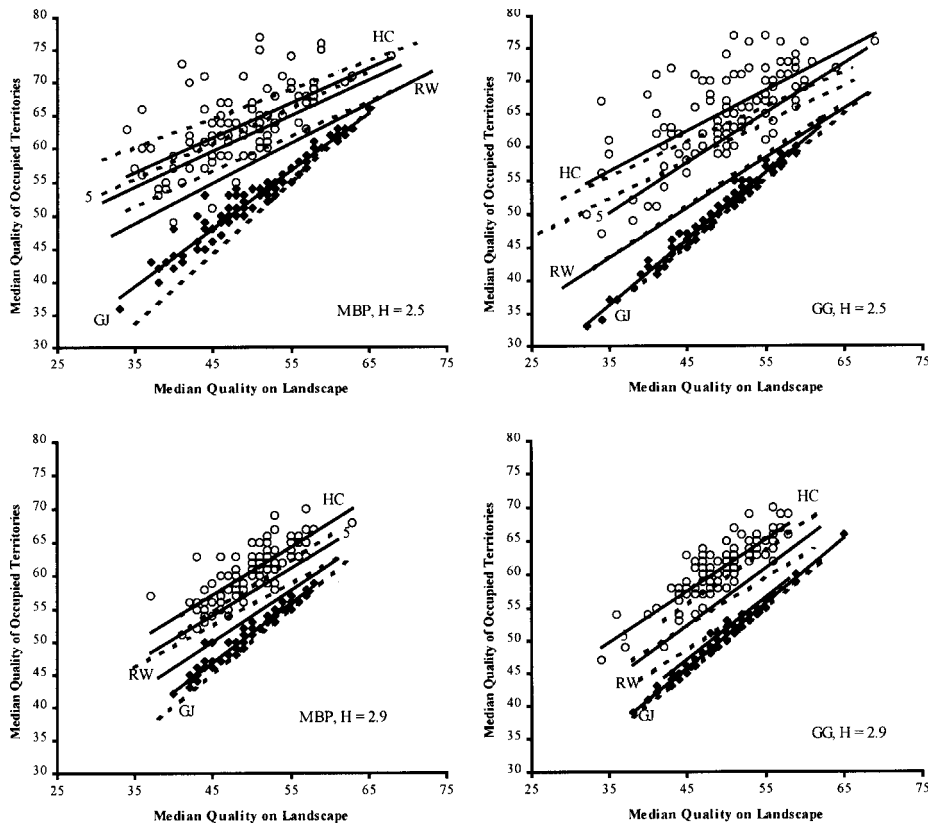 80
75
70
65
60
55
50
45
40
35
30
25 35 45 55 65 75
Median Quality of Occupied Territories
Median Quality on Landscape
HC
RW
5
GJ
MBP, H = 2.5
80
75
70
65
60
55
50
45
40
35
30
25 35 45 55 65 75
Median Quality of Occupied Territories
Median Quality on Landscape
HC
5
RW
GJ
GG, H = 2.5
80
75
70
65
60
55
50
45
40
35
30
25 35 45 55 65 75
Median Quality of Occupied Territories
Median Quality on Landscape
HC
5
RW
GJ
MBP, H = 2.9
80
75
70
65
60
55
50
45
40
35
30
25 35 45 55 65 75
Median Quality of Occupied Territories
Median Quality on Landscape
HC
5
RW
GJ
GG, H = 2.9